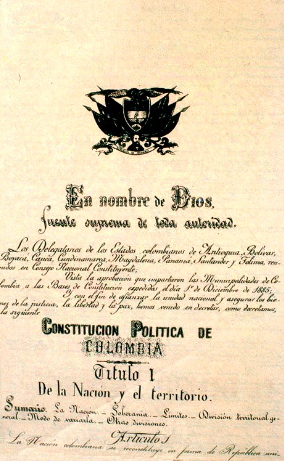 En nombre de Dios,
fuente suprema de toda autoridad.
Los Delegatarios de los Estados colombianos de Antioquia, Bolívar,
Boyacá, Cauca, Cundinamarca, Magdalena, Panamá, Santander y Tolima, reu-
nidos en Consejo Nacional Constituyente,
Vista la aprobación que impartieron las Municipalidades de Co-
lombia a las Bases de Constitución expedidas el día 1º de Diciembre de 1885;
Y con el fin de afianzar la unidad nacional y asegurar los bie-
nes de la justicia, la libertad y la paz, hemos venido en decretar, como decretamos,
la siguiente
CONSTITUCION POLITICA DE
COLOMBIA
Título 1
De la Nacion y el territorio.
Sumario. La Nacion – Soberanía – Límites – División territorial ge-
neral – Modo de variarla – Otras divisiones.
Artículo 1
La Nacion colombiana se reconstituye en forma de República uni-